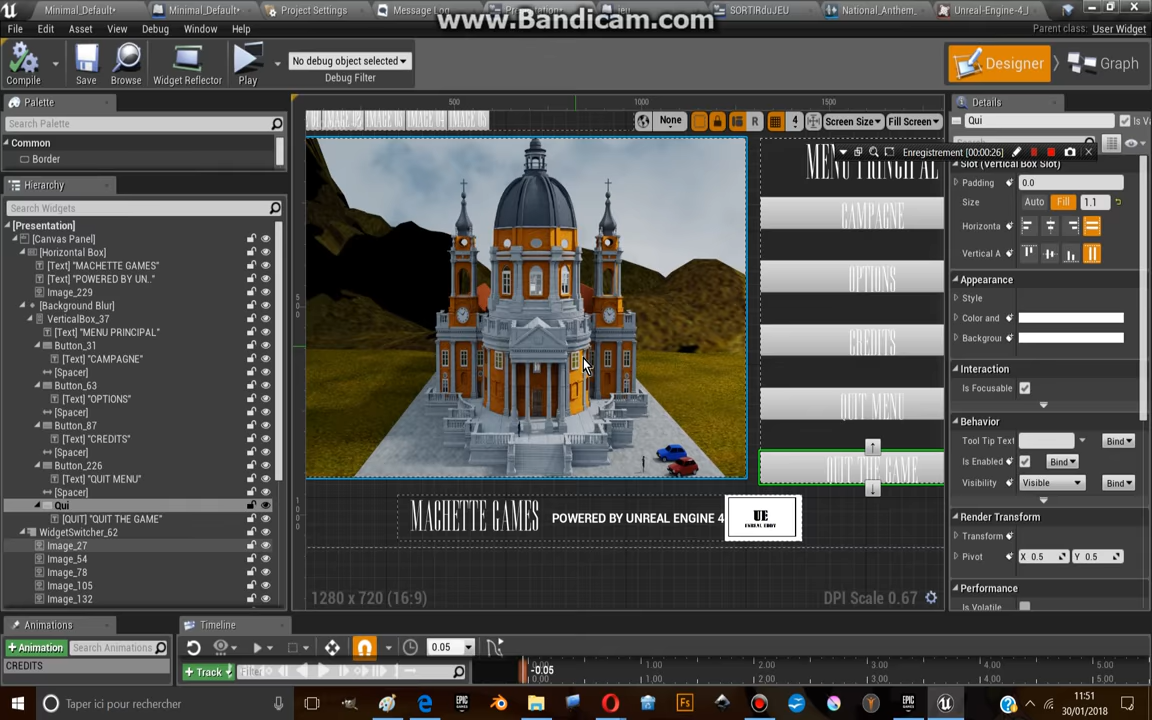 Minimal_Default*
Minimal_Default*
Project Settings
Message Log
SORTIRduJEU
National_Anthem_
Unreal-Engine-4_l
www.Bandicam.com
File Edit Asset View Debug Window Help
Parent class: User Widget
Compile Save Browse Widget Reflector Play
No debug object selected
Debug Filter
Designer Graph
Palette
Search Palette
Common
Border
Hierarchy
Search Widgets
[Presentation]
[Canvas Panel]
[Horizontal Box]
[Text] "MACHETTE GAMES"
[Text] "POWERED BY UN.."
Image_229
[Background Blur]
VerticalBox_37
[Text] "MENU PRINCIPAL"
Button_31
[Text] "CAMPAGNE"
[Spacer]
Button_63
[Text] "OPTIONS"
[Spacer]
Button_87
[Text] "CREDITS"
[Spacer]
Button_226
[Text] "QUIT MENU"
[Spacer]
Qui
[QUIT] "QUIT THE GAME"
WidgetSwitcher_62
Image_27
Image_54
Image_78
Image_105
Image_132
500 1000 1500
None
R
4
Screen Size
Fill Screen
MENU PRINCIPAL
CAMPAGNE
OPTIONS
CREDITS
QUIT MENU
QUIT THE GAME
MACHETTE GAMES
POWERED BY UNREAL ENGINE 4
UE
1280 x 720 (16:9)
DPI Scale 0.67
Details
Qui
Is Va
Enregistrement [00:00:26]
Slot (Vertical Box Slot)
Padding 0.0
Size Auto Fill 1.1
Horizonta
Vertical A
Appearance
Style
Color and
Backgroun
Interaction
Is Focusable
Behavior
Tool Tip Text Bind
Is Enabled Bind
Visibility Visible Bind
Render Transform
Transform
Pivot X 0.5 Y 0.5
Performance
Is Volatile
Animations
Timeline
Animation
Search Animations
CREDITS
0.05
Track
Filter
-0.05
0.00 1.00 2.00 3.00 4.00 5.00
Taper ici pour rechercher
11:51
30/01/2018